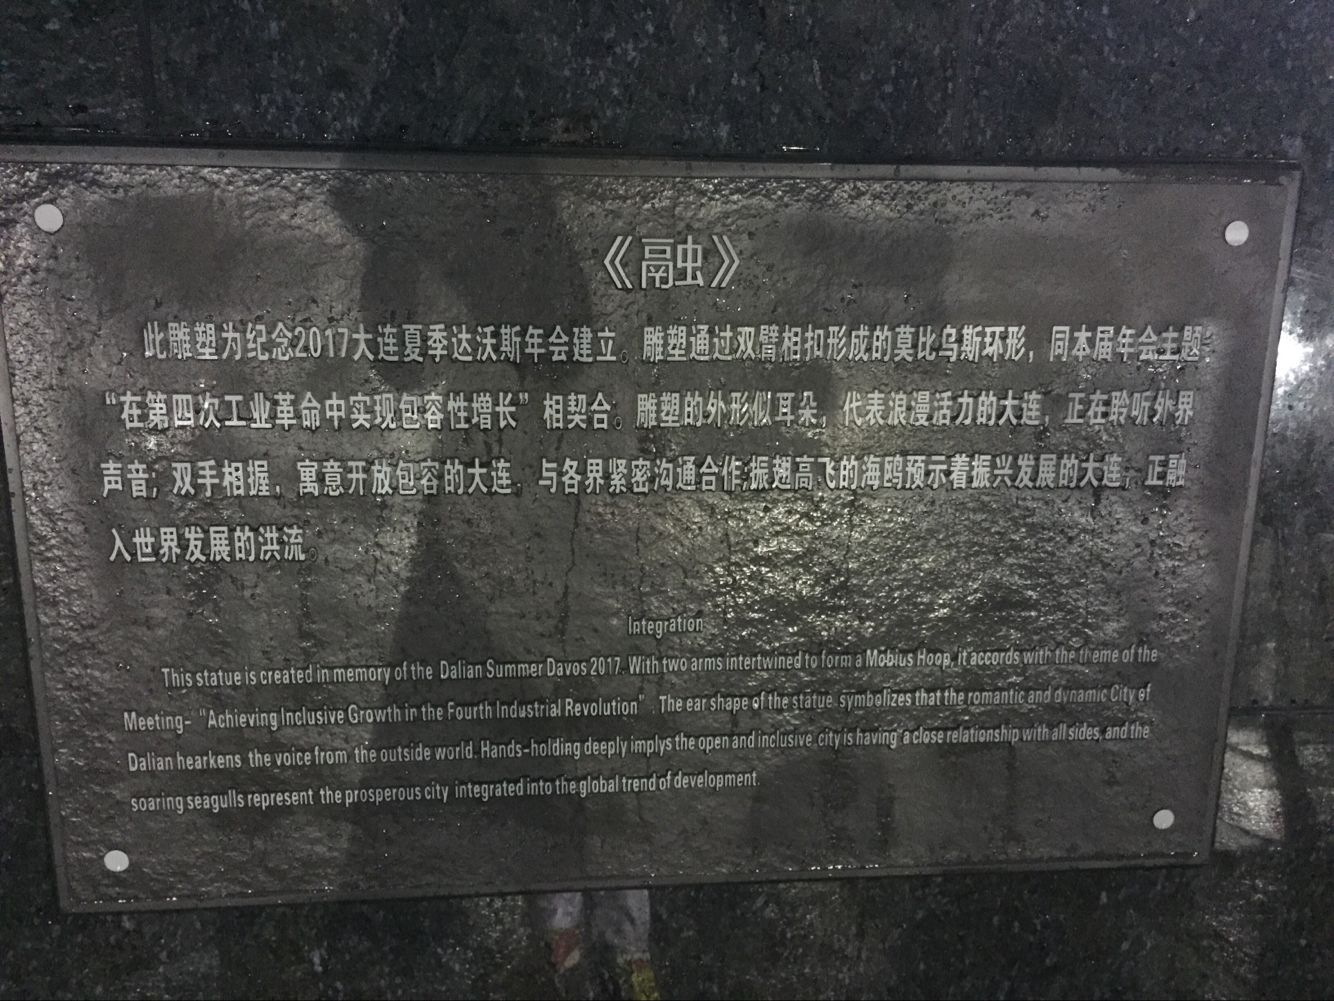 《融》
此雕塑为纪念2017大连夏季达沃斯年会建立。雕塑通过双臂相扣形成的莫比乌斯环形，同本届年会主题：
“在第四次工业革命中实现包容性增长”相契合。雕塑的外形似耳朵，代表浪漫活力的大连，正在聆听外界
声音；双手相握，寓意开放包容的大连，与各界紧密沟通合作;振翅高飞的海鸥预示着振兴发展的大连，正融
入世界发展的洪流。
Integration
This statue is created in memory of the Dalian Summer Davos 2017. With two arms intertwined to form a Mobius Hoop, it accords with the theme of the
Meeting-“Achieving Inclusive Growth in the Fourth Industrial Revolution”. The ear shape of the statue symbolizes that the romantic and dynamic City of
Dalian hearkens the voice from the outside world. Hands-holding deeply implys the open and inclusive city is having a close relationship with all sides, and the
soaring seagulls represent the prosperous city integrated into the global trend of development.